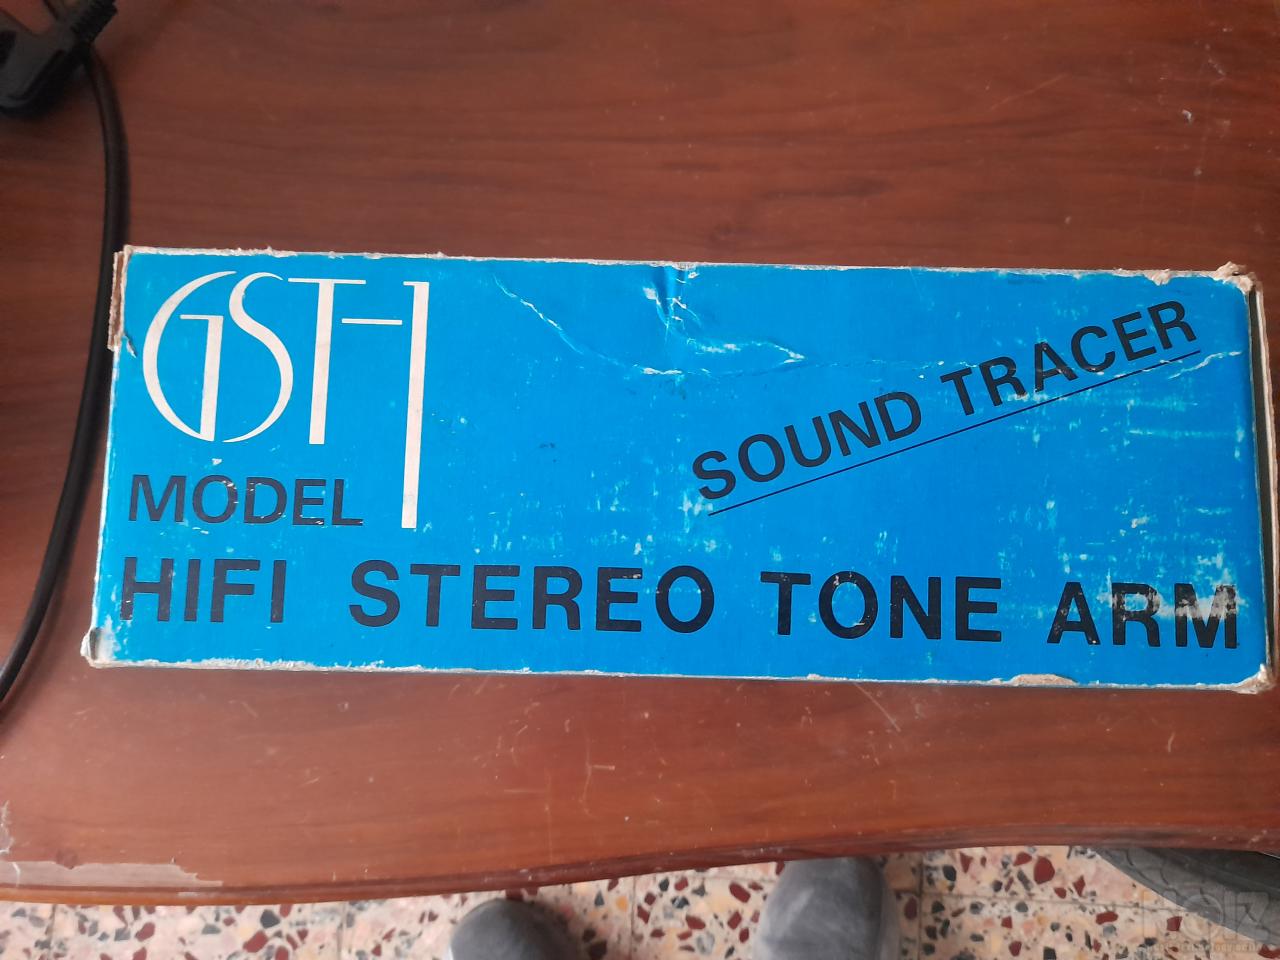 GST-1
SOUND TRACER
MODEL
HIFI STEREO TONE ARM